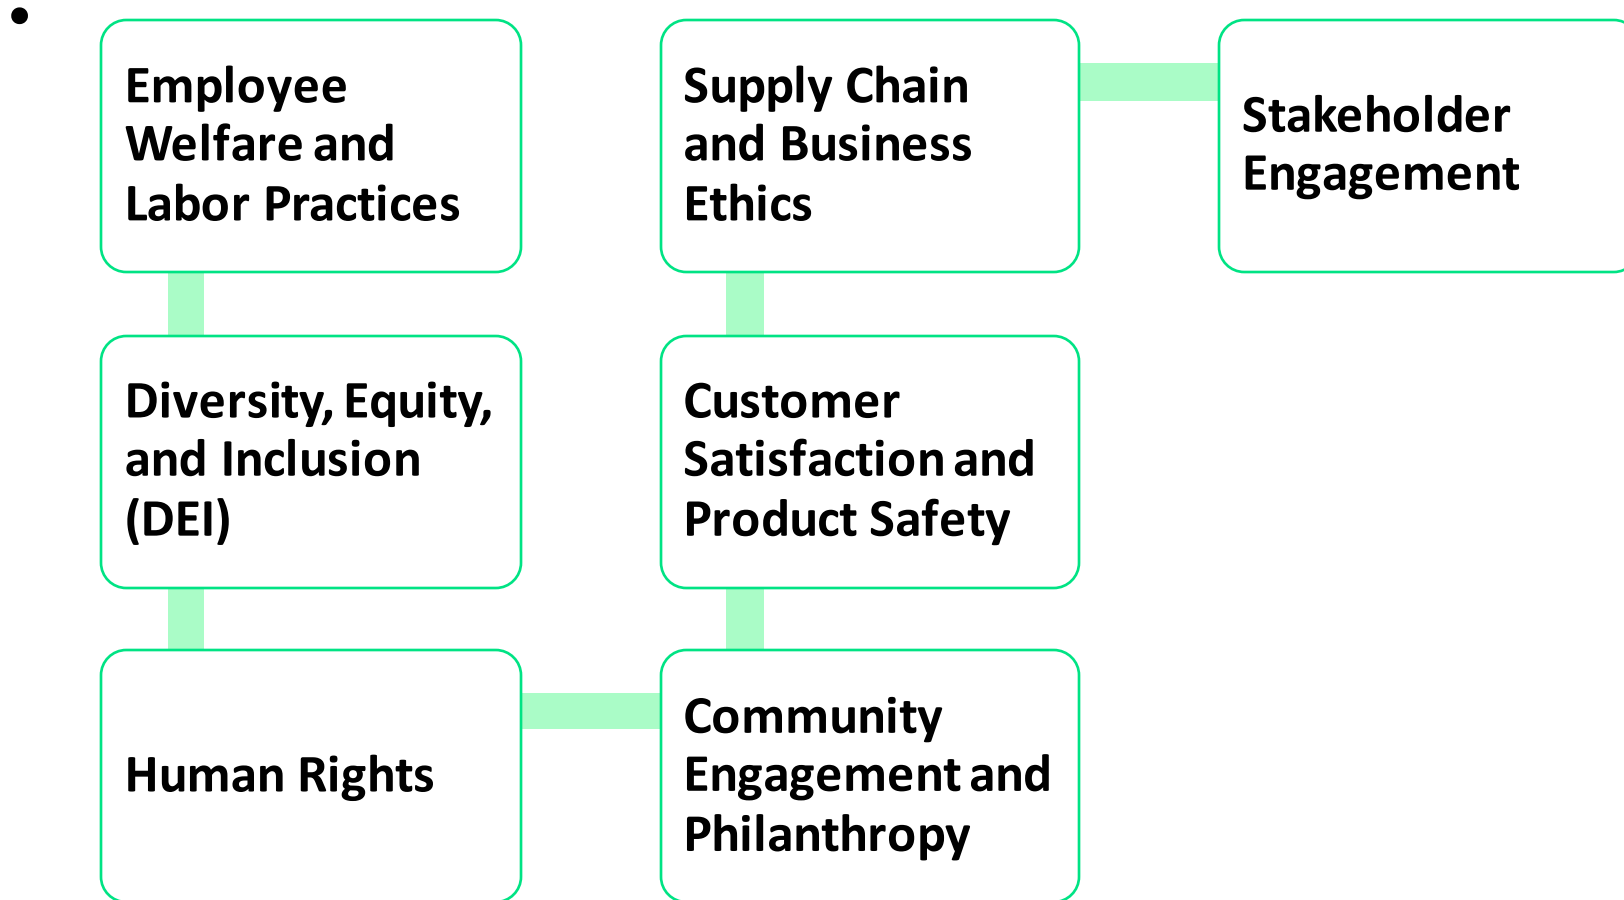 Employee
Welfare and
Labor Practices
Diversity, Equity,
and Inclusion
(DEI)
Human Rights
Community
Engagement and
Philanthropy
Customer
Satisfaction and
Product Safety
Supply Chain
and Business
Ethics
Stakeholder
Engagement